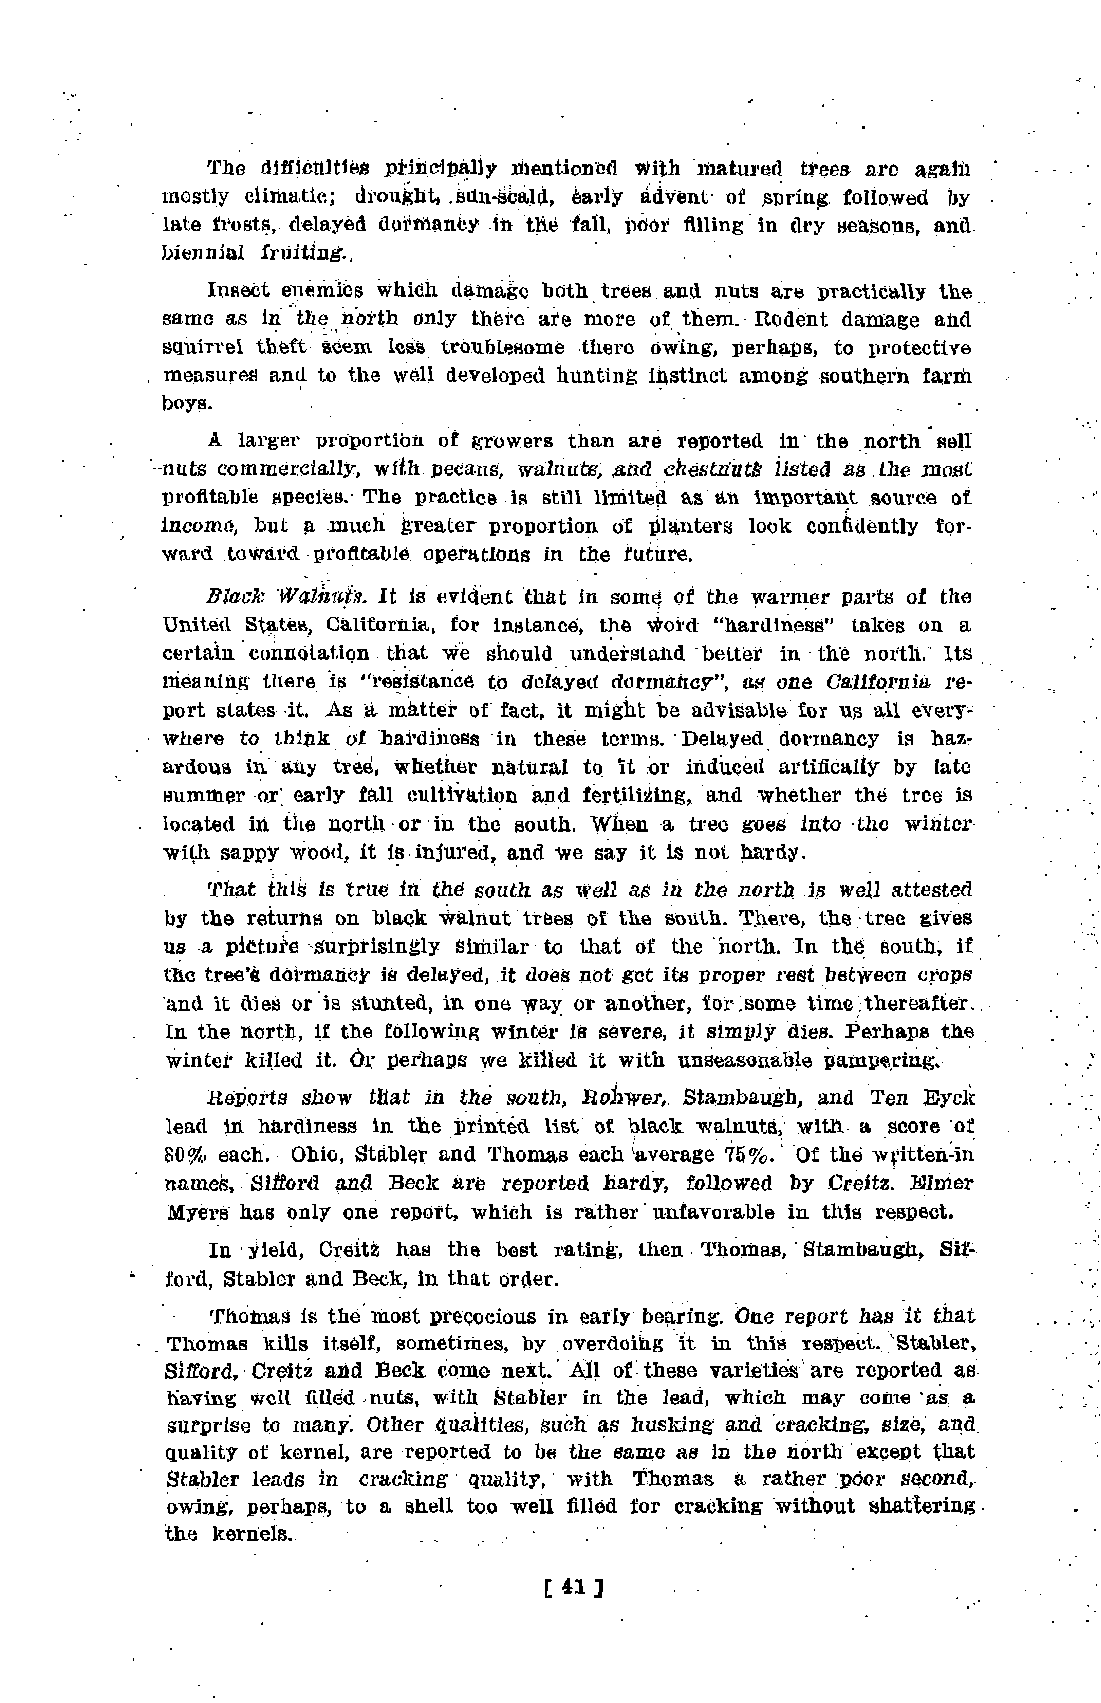 The difficulties principally mentioned with matured trees are again
mostly climatic; drought, sun-scald, early advent of spring followed by
late frosts, delayed dormancy in the fall, poor filling in dry seasons, and
biennial fruiting.
Insect enemies which damage both trees and nuts are practically the
same as in the north only there are more of them. Rodent damage and
squirrel theft seem less troublesome there owing, perhaps, to protective
measures and to the well developed hunting instinct among southern farm
boys.
A larger proportion of growers than are reported in the north sell
nuts commercially, with pecans, walnuts, and chestnuts listed as the most
profitable species. The practice is still limited as an important source of
income, but a much greater proportion of planters look confidently for-
ward toward profitable operations in the future.
Black Walnuts. It is evident that in some of the warmer parts of the
United States, California, for instance, the word "hardiness" takes on a
certain connotation that we should understand better in the north. Its
meaning there is "resistance to delayed dormancy", as one California re-
port states it. As a matter of fact, it might be advisable for us all every-
where to think of hardiness in these terms. Delayed dormancy is haz-
ardous in any tree, whether natural to it or induced artifically by late
summer or early fall cultivation and fertilizing, and whether the tree is
located in the north or in the south. When a tree goes into the winter
with sappy wood, it is injured, and we say it is not hardy.
That this is true in the south as well as in the north is well attested
by the returns on black walnut trees of the south. There, the tree gives
us a picture surprisingly similar to that of the north. In the south, if
the tree's dormancy is delayed, it does not get its proper rest between crops
and it dies or is stunted, in one way or another, for some time thereafter.
In the north, if the following winter is severe, it simply dies. Perhaps the
winter killed it. Or perhaps we killed it with unseasonable pampering.
Reports show that in the south, Rohwer, Stambaugh, and Ten Eyck
lead in hardiness in the printed list of black walnuts, with a score of
80% each. Ohio, Stabler and Thomas each average 75%. Of the written-in
names, Sifford and Beck are reported hardy, followed by Creitz. Elmer
Myers has only one report, which is rather unfavorable in this respect.
In yield, Creitz has the best rating, then Thomas, Stambaugh, Sif-
ford, Stabler and Beck, in that order.
Thomas is the most precocious in early bearing. One report has it that
Thomas kills itself, sometimes, by overdoing it in this respect. Stabler,
Sifford, Creitz and Beck come next. All of these varieties are reported as
having well filled nuts, with Stabler in the lead, which may come as a
surprise to many. Other qualities, such as husking and cracking, size, and
quality of kernel, are reported to be the same as in the north except that
Stabler leads in cracking quality, with Thomas a rather poor second,
owing, perhaps, to a shell too well filled for cracking without shattering
the kernels.
[ 41 ]